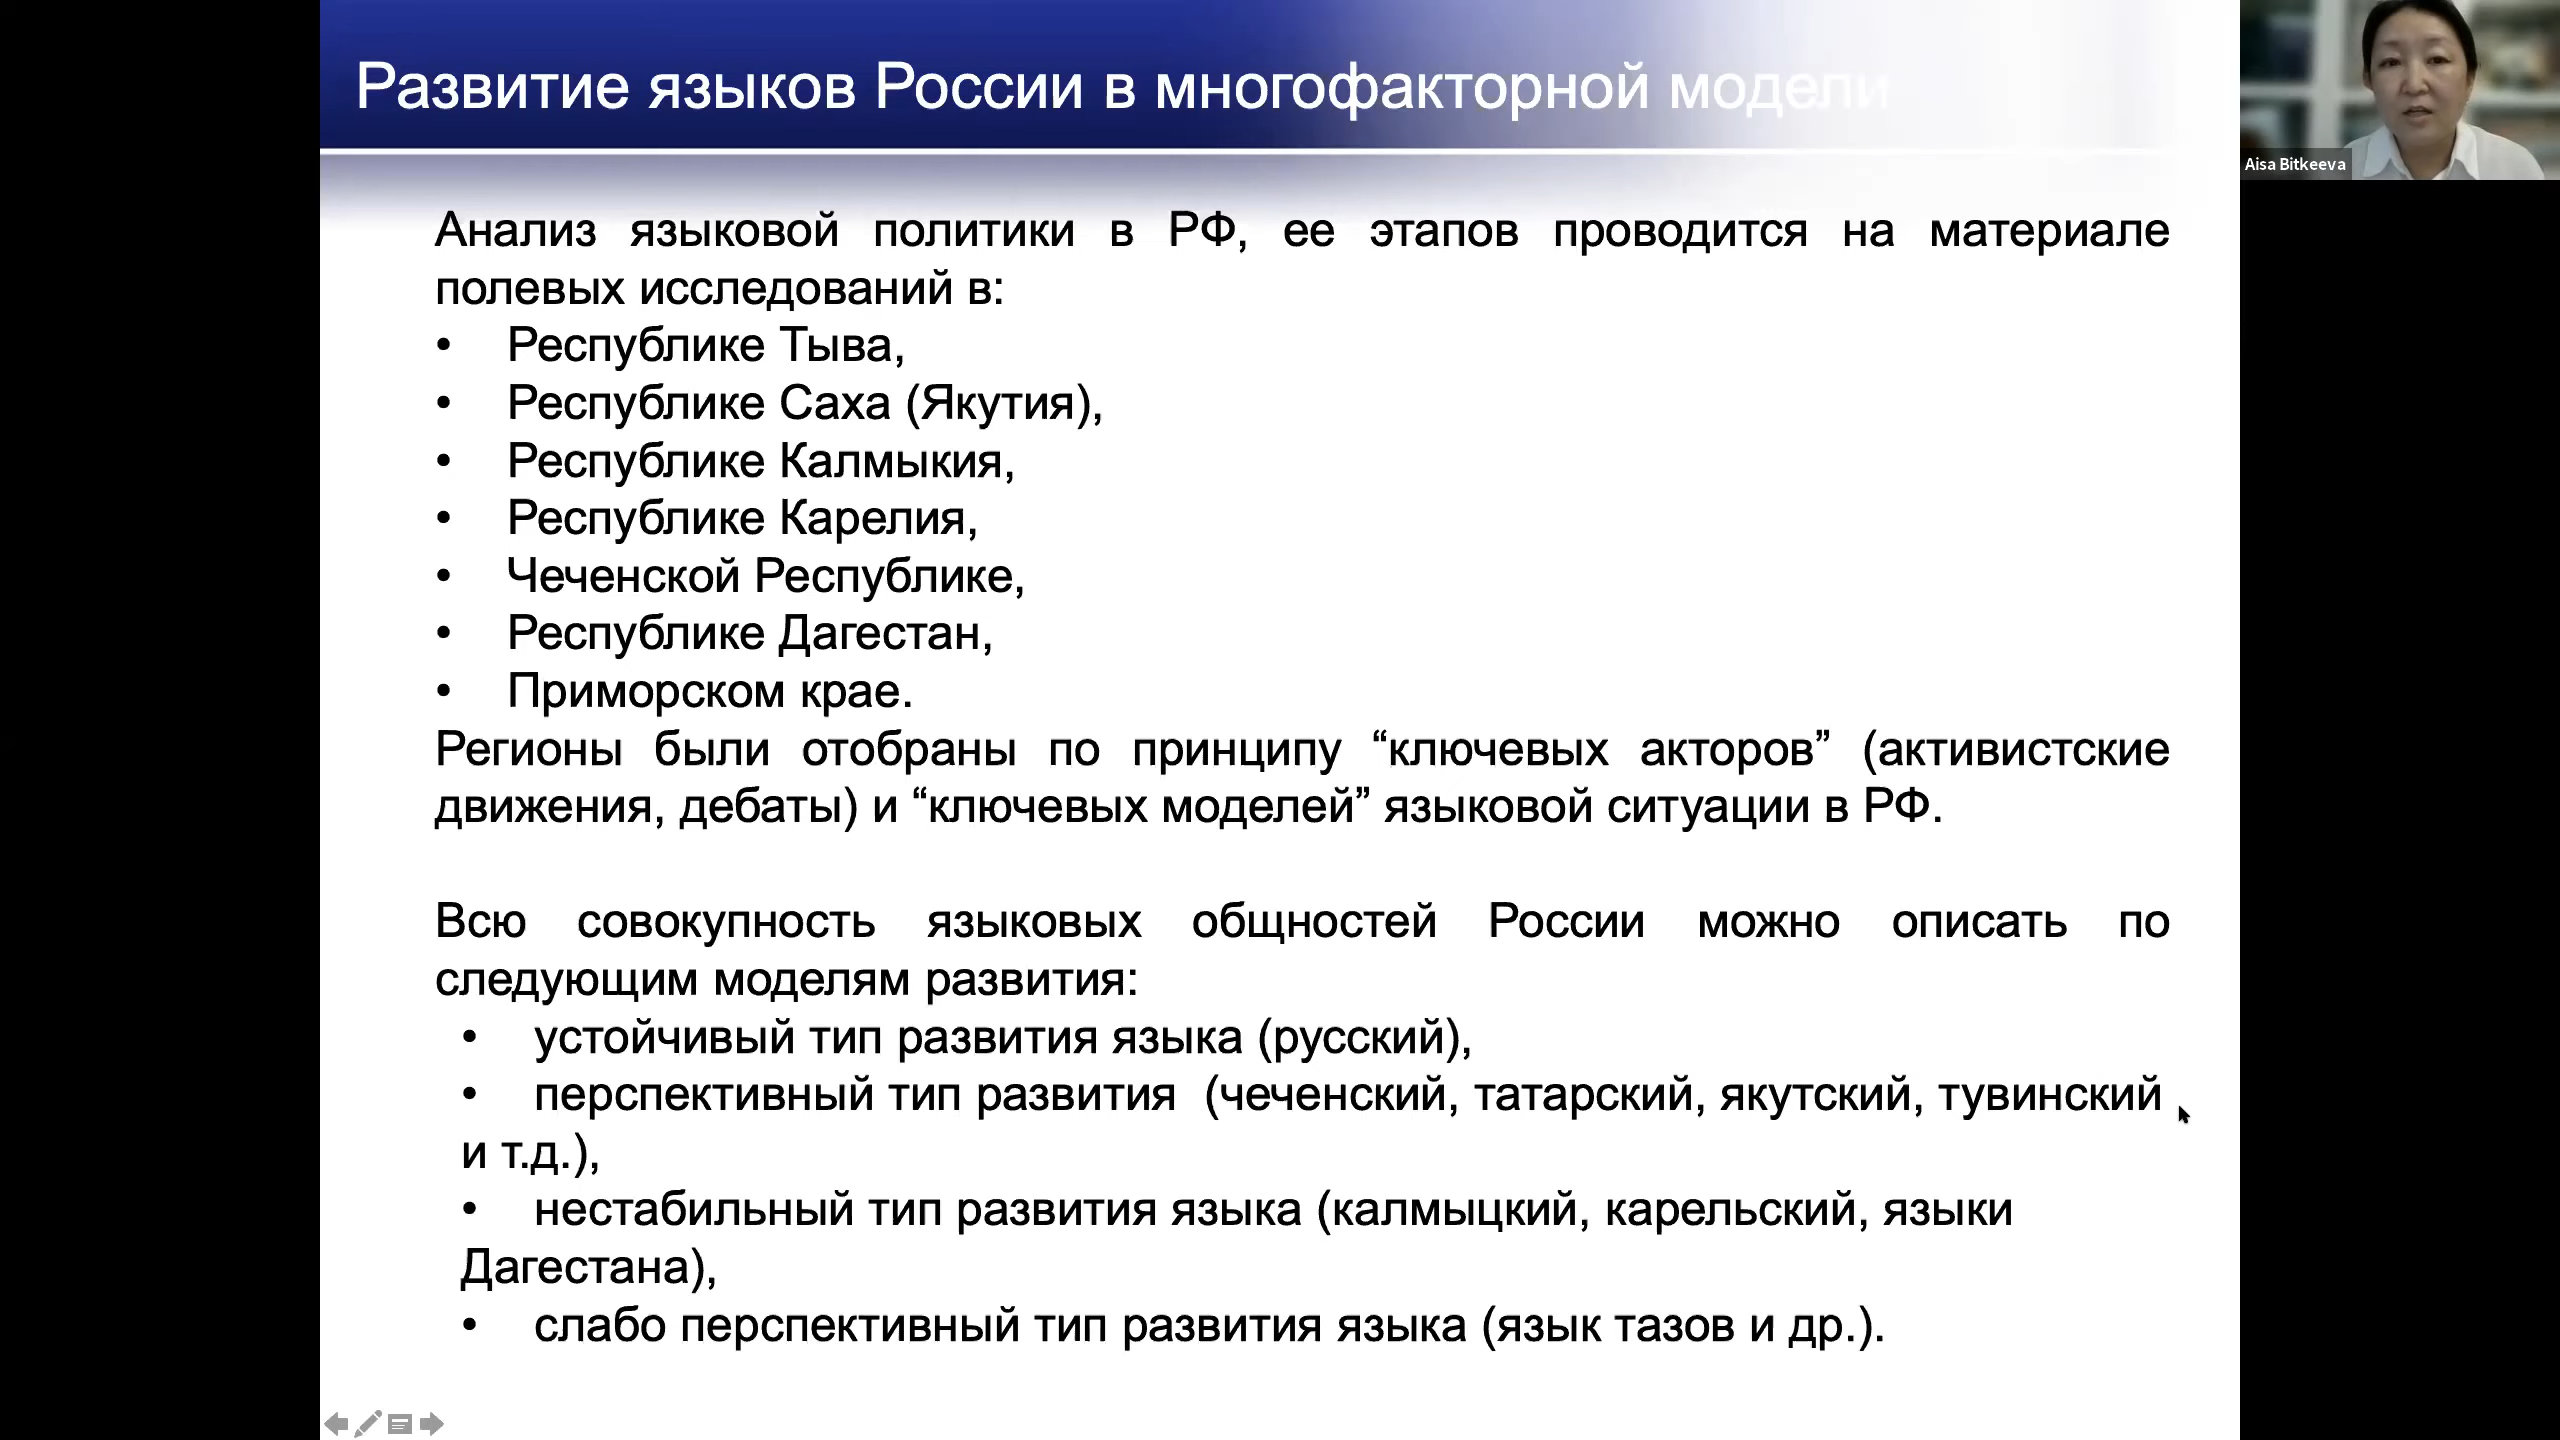 Развитие языков России в многофакторной модели
Aisa Bitkeeva
Анализ языковой политики в РФ, ее этапов проводится на материале
полевых исследований в:
• Республике Тыва,
• Республике Саха (Якутия),
• Республике Калмыкия,
• Республике Карелия,
• Чеченской Республике,
• Республике Дагестан,
• Приморском крае.
Регионы были отобраны по принципу “ключевых акторов” (активистские
движения, дебаты) и “ключевых моделей” языковой ситуации в РФ.
Всю совокупность языковых общностей России можно описать по
следующим моделям развития:
• устойчивый тип развития языка (русский),
• перспективный тип развития (чеченский, татарский, якутский, тувинский
и т.д.),
• нестабильный тип развития языка (калмыцкий, карельский, языки
Дагестана),
• слабо перспективный тип развития языка (язык тазов и др.).